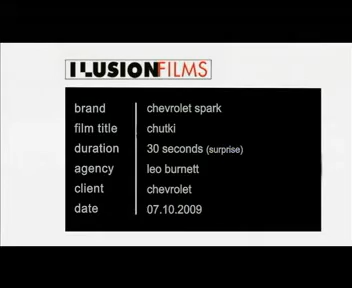 ILLUSIONFILMS
brand chevrolet spark
film title chutki
duration 30 seconds (surprise)
agency leo burnett
client chevrolet
date 07.10.2009